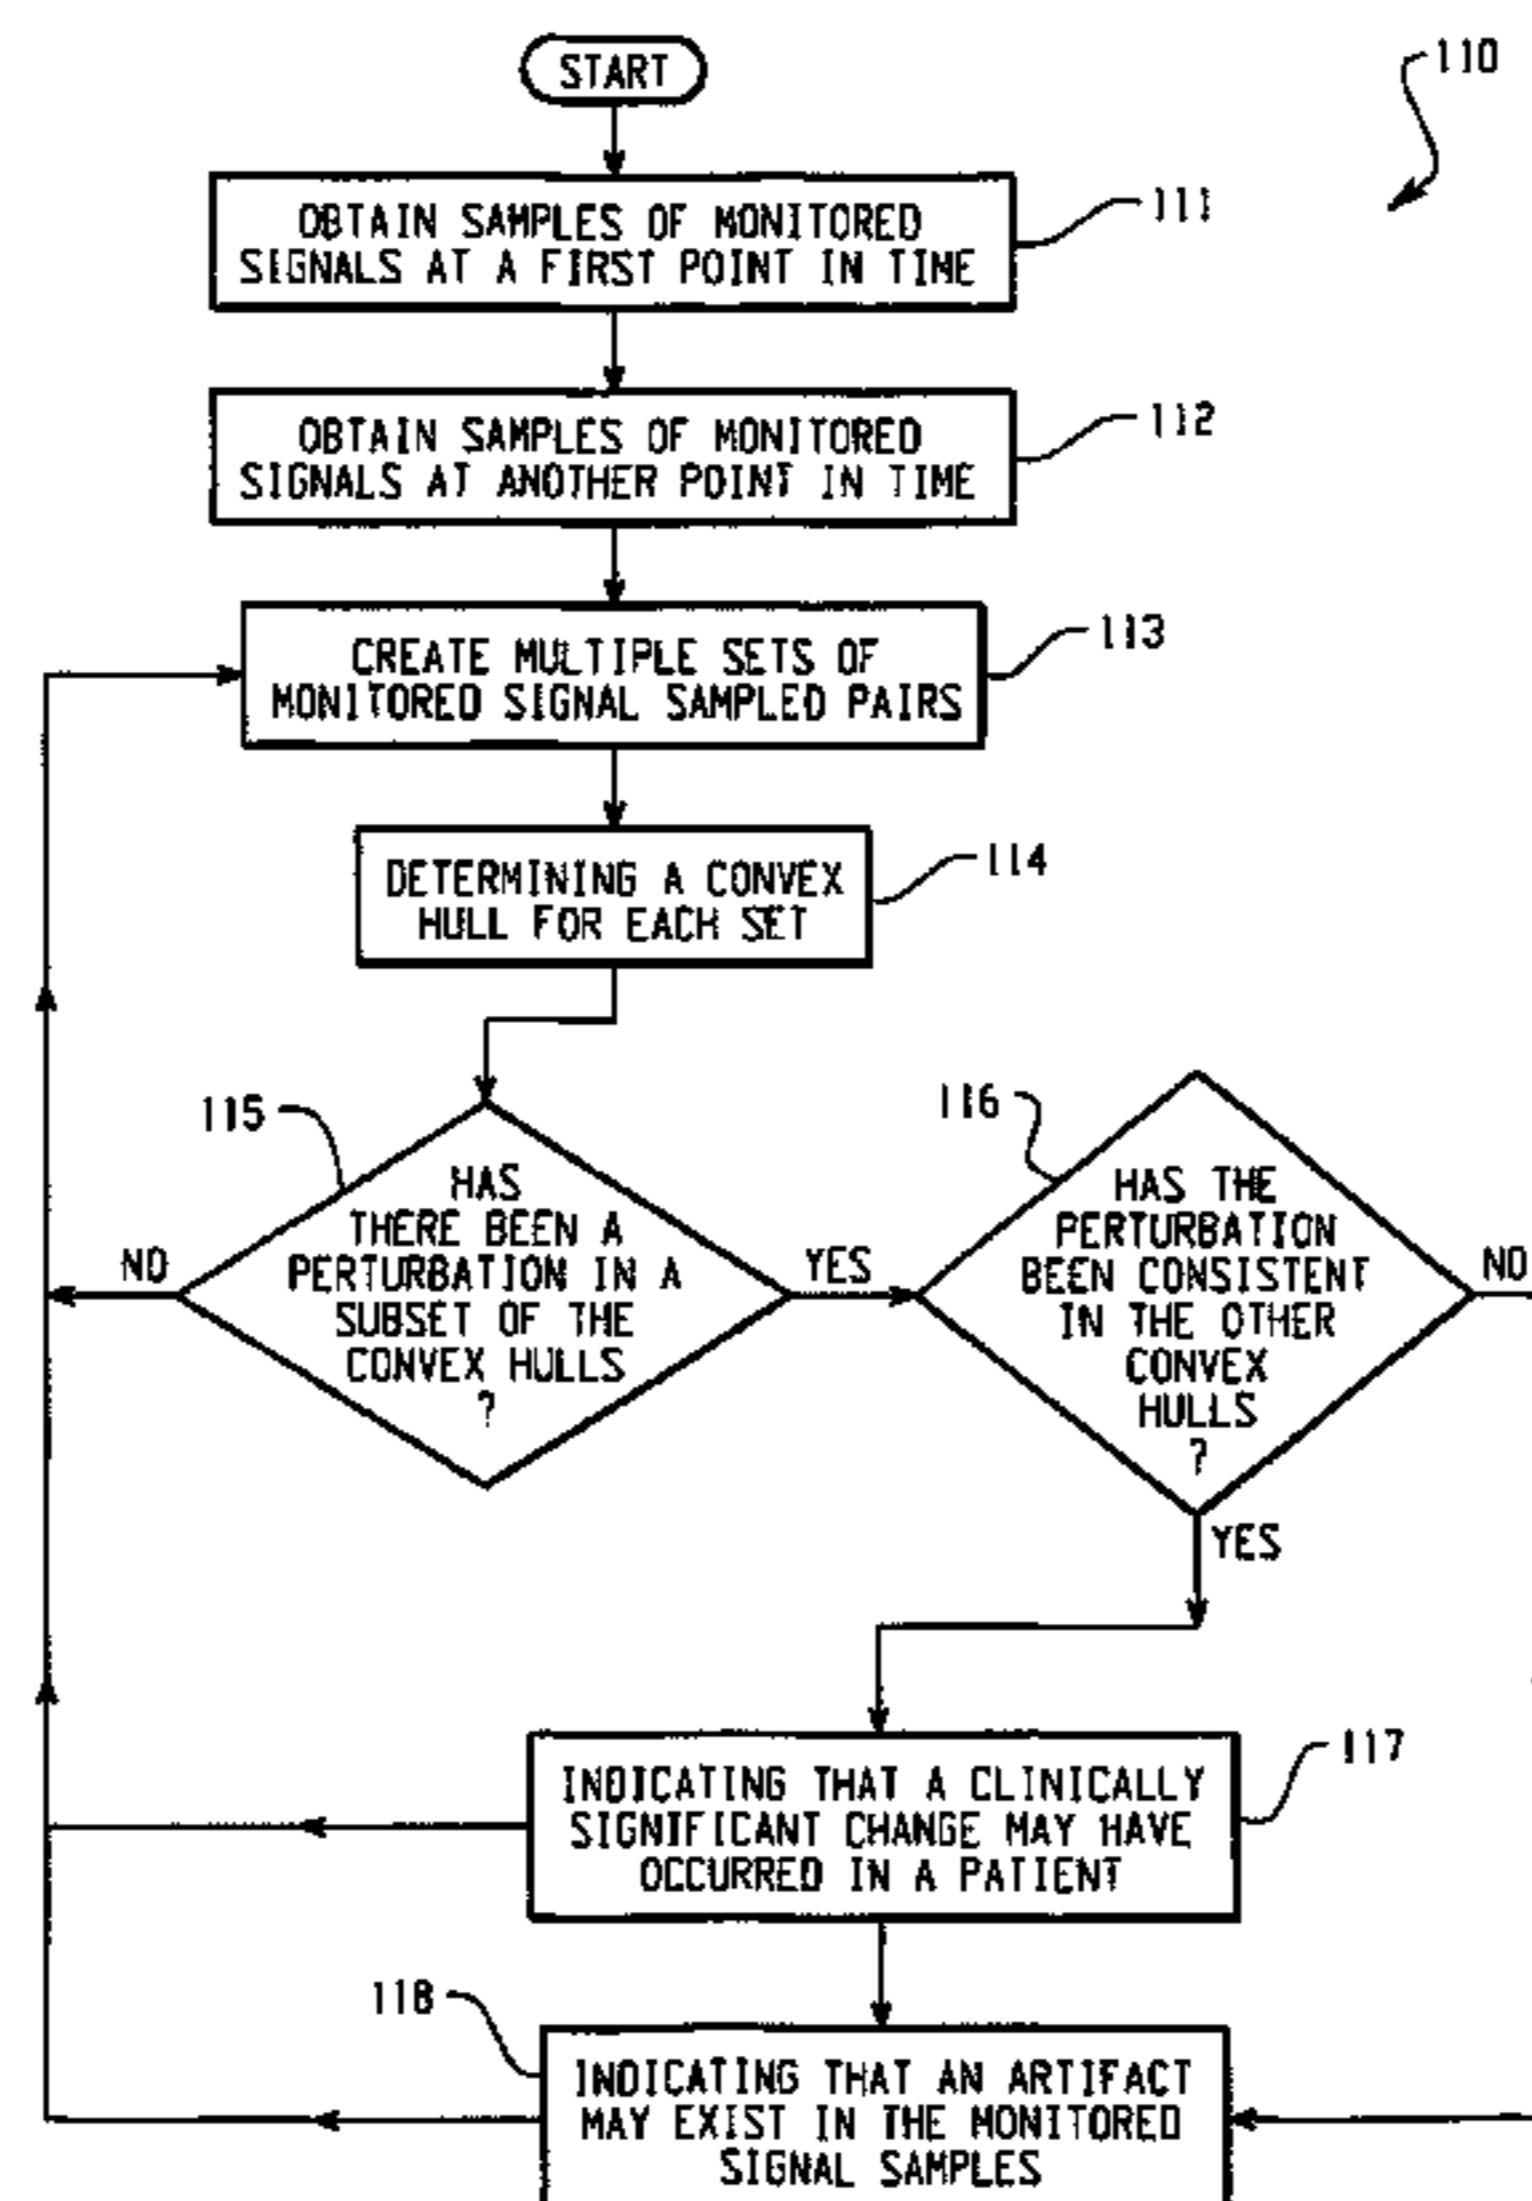 START
110
OBTAIN SAMPLES OF MONITORED
SIGNALS AT A FIRST POINT IN TIME
111
OBTAIN SAMPLES OF MONITORED
SIGNALS AT ANOTHER POINT IN TIME
112
CREATE MULTIPLE SETS OF
MONITORED SIGNAL SAMPLED PAIRS
113
DETERMINING A CONVEX
HULL FOR EACH SET
114
115
HAS
THERE BEEN A
PERTURBATION IN A
SUBSET OF THE
CONVEX HULLS
?
NO
YES
116
HAS THE
PERTURBATION
BEEN CONSISTENT
IN THE OTHER
CONVEX
HULLS
?
NO
YES
INDICATING THAT A CLINICALLY
SIGNIFICANT CHANGE MAY HAVE
OCCURRED IN A PATIENT
117
118
INDICATING THAT AN ARTIFACT
MAY EXIST IN THE MONITORED
SIGNAL SAMPLES